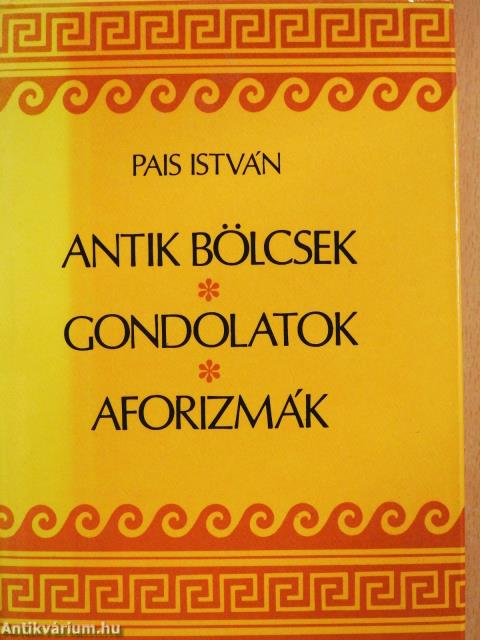 PAIS ISTVÁN
ANTIK BÖLCSEK
*
GONDOLATOK
*
AFORIZMÁK
Antikvárium.hu